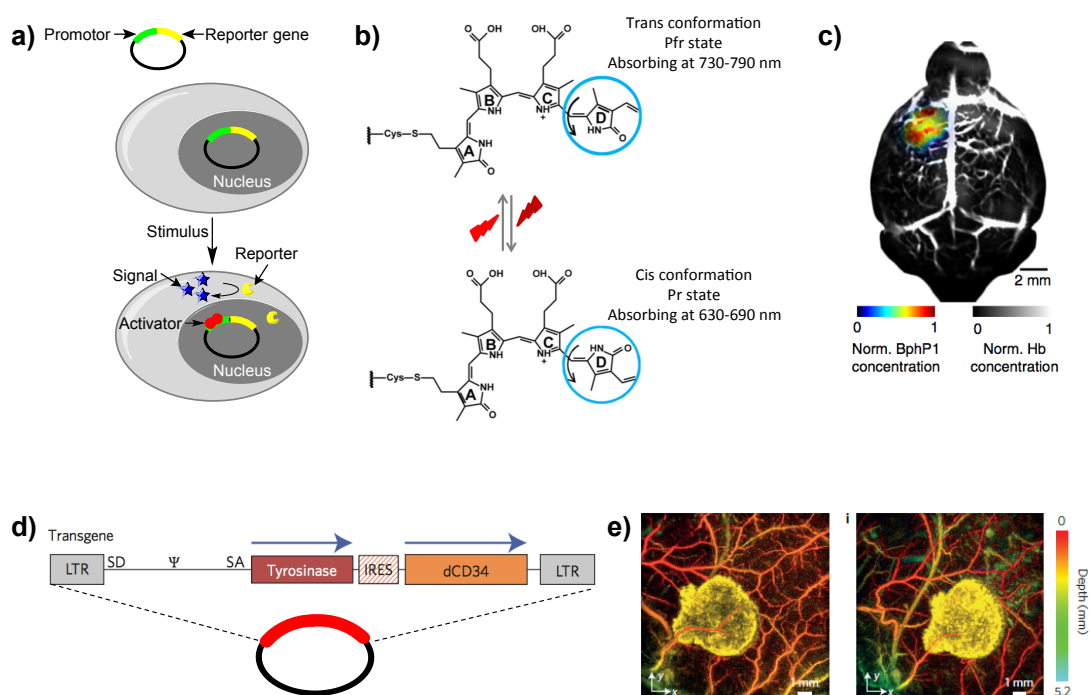 a)
Promotor
Reporter gene
Nucleus
Stimulus
Signal
Reporter
Activator
Nucleus
b)
Trans conformation
Pfr state
Absorbing at 730-790 nm
O
OH
O
OH
B
NH
C
NH
+
D
HN
O
Cys
S
A
NH
O
Cis conformation
Pr state
Absorbing at 630-690 nm
O
OH
O
OH
B
NH
C
NH
+
O
HN
D
Cys
S
A
NH
O
c)
2 mm
0 1
Norm. BphP1
concentration
0 1
Norm. Hb
concentration
d)
Transgene
LTR SD Ψ SA Tyrosinase IRES dCD34 LTR
e)
y
x
1 mm
i
y
x
1 mm
0
Depth (mm)
5.2